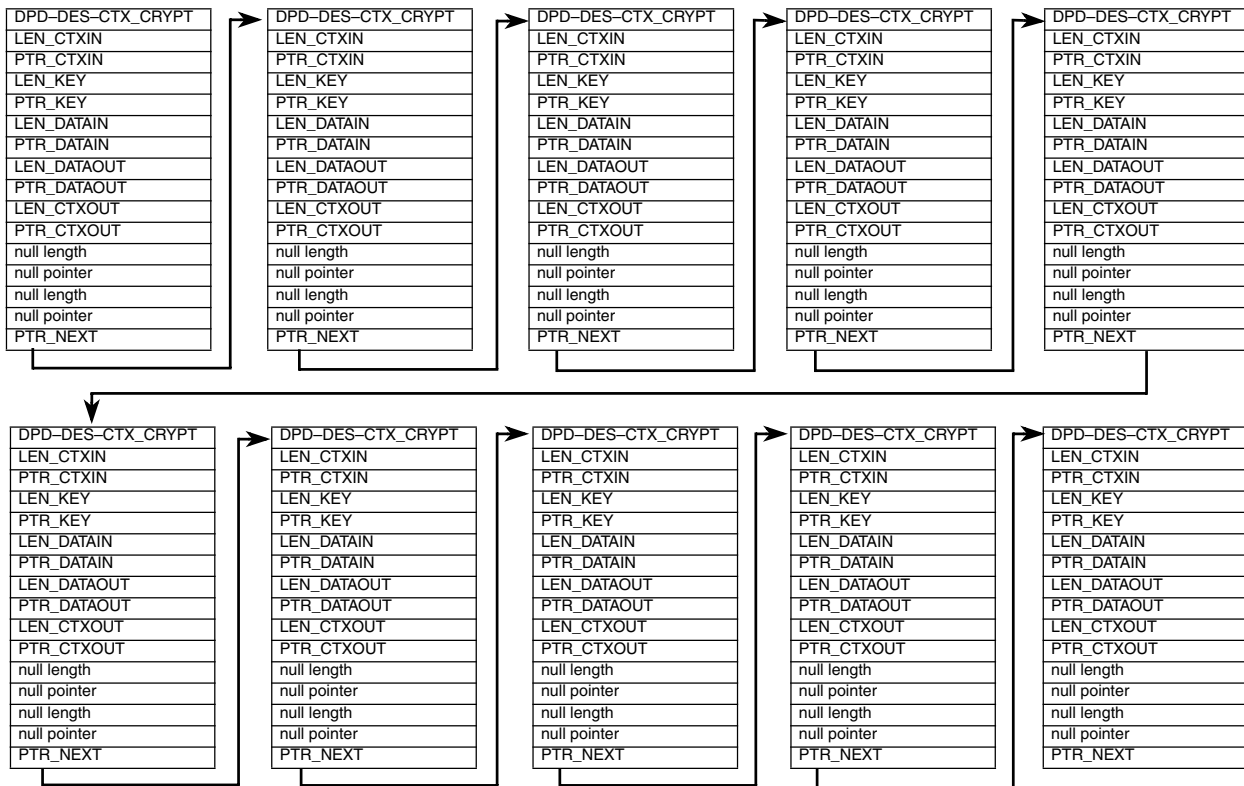 DPD–DES–CTX_CRYPT
LEN_CTXIN
PTR_CTXIN
LEN_KEY
PTR_KEY
LEN_DATAIN
PTR_DATAIN
LEN_DATAOUT
PTR_DATAOUT
LEN_CTXOUT
PTR_CTXOUT
null length
null pointer
null length
null pointer
PTR_NEXT
DPD–DES–CTX_CRYPT
LEN_CTXIN
PTR_CTXIN
LEN_KEY
PTR_KEY
LEN_DATAIN
PTR_DATAIN
LEN_DATAOUT
PTR_DATAOUT
LEN_CTXOUT
PTR_CTXOUT
null length
null pointer
null length
null pointer
PTR_NEXT
DPD–DES–CTX_CRYPT
LEN_CTXIN
PTR_CTXIN
LEN_KEY
PTR_KEY
LEN_DATAIN
PTR_DATAIN
LEN_DATAOUT
PTR_DATAOUT
LEN_CTXOUT
PTR_CTXOUT
null length
null pointer
null length
null pointer
PTR_NEXT
DPD–DES–CTX_CRYPT
LEN_CTXIN
PTR_CTXIN
LEN_KEY
PTR_KEY
LEN_DATAIN
PTR_DATAIN
LEN_DATAOUT
PTR_DATAOUT
LEN_CTXOUT
PTR_CTXOUT
null length
null pointer
null length
null pointer
PTR_NEXT
DPD–DES–CTX_CRYPT
LEN_CTXIN
PTR_CTXIN
LEN_KEY
PTR_KEY
LEN_DATAIN
PTR_DATAIN
LEN_DATAOUT
PTR_DATAOUT
LEN_CTXOUT
PTR_CTXOUT
null length
null pointer
null length
null pointer
PTR_NEXT
DPD–DES–CTX_CRYPT
LEN_CTXIN
PTR_CTXIN
LEN_KEY
PTR_KEY
LEN_DATAIN
PTR_DATAIN
LEN_DATAOUT
PTR_DATAOUT
LEN_CTXOUT
PTR_CTXOUT
null length
null pointer
null length
null pointer
PTR_NEXT
DPD–DES–CTX_CRYPT
LEN_CTXIN
PTR_CTXIN
LEN_KEY
PTR_KEY
LEN_DATAIN
PTR_DATAIN
LEN_DATAOUT
PTR_DATAOUT
LEN_CTXOUT
PTR_CTXOUT
null length
null pointer
null length
null pointer
PTR_NEXT
DPD–DES–CTX_CRYPT
LEN_CTXIN
PTR_CTXIN
LEN_KEY
PTR_KEY
LEN_DATAIN
PTR_DATAIN
LEN_DATAOUT
PTR_DATAOUT
LEN_CTXOUT
PTR_CTXOUT
null length
null pointer
null length
null pointer
PTR_NEXT
DPD–DES–CTX_CRYPT
LEN_CTXIN
PTR_CTXIN
LEN_KEY
PTR_KEY
LEN_DATAIN
PTR_DATAIN
LEN_DATAOUT
PTR_DATAOUT
LEN_CTXOUT
PTR_CTXOUT
null length
null pointer
null length
null pointer
PTR_NEXT
DPD–DES–CTX_CRYPT
LEN_CTXIN
PTR_CTXIN
LEN_KEY
PTR_KEY
LEN_DATAIN
PTR_DATAIN
LEN_DATAOUT
PTR_DATAOUT
LEN_CTXOUT
PTR_CTXOUT
null length
null pointer
null length
null pointer
PTR_NEXT